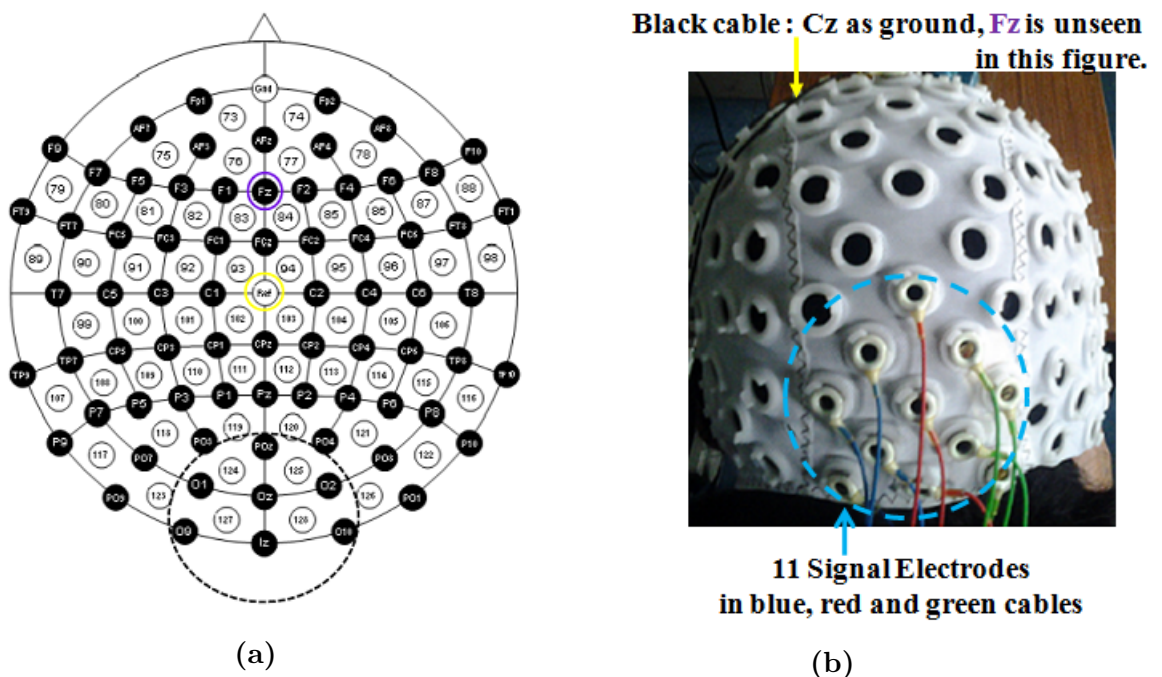 Black cable : Cz as ground, Fz is unseen
in this figure.
Gnd
Fp1 Fp2
73 74
AF7 AFz AF8
AF3 AF4
F9 75 76 77 78
F7 F5 F3 F1 Fz F2 F4 F6 F8
79 80 81 82 83 84 85 86 87 88
FT9 FT7 FC5 FC3 FC1 FCz FC2 FC4 FC6 FT8 FT1
89 90 91 92 93 94 95 96 97 98
T7 C5 C3 C1 Ref C2 C4 C6 T8
99 100 101 102 103 104 105 106
TP9 TP7 CP5 CP3 CP1 CPz CP2 CP4 CP6 TP8 TP10
107 108 109 110 111 112 113 114 115 116
P9 P7 P5 P3 P1 Pz P2 P4 P6 P8 P10
117 118 119 120 121 122
PO7 PO3 POz PO4 PO8
PO9 123 124 125 126 PO1
O1 Oz O2
127 128
O9 Iz O10
11 Signal Electrodes
in blue, red and green cables
(a)
(b)